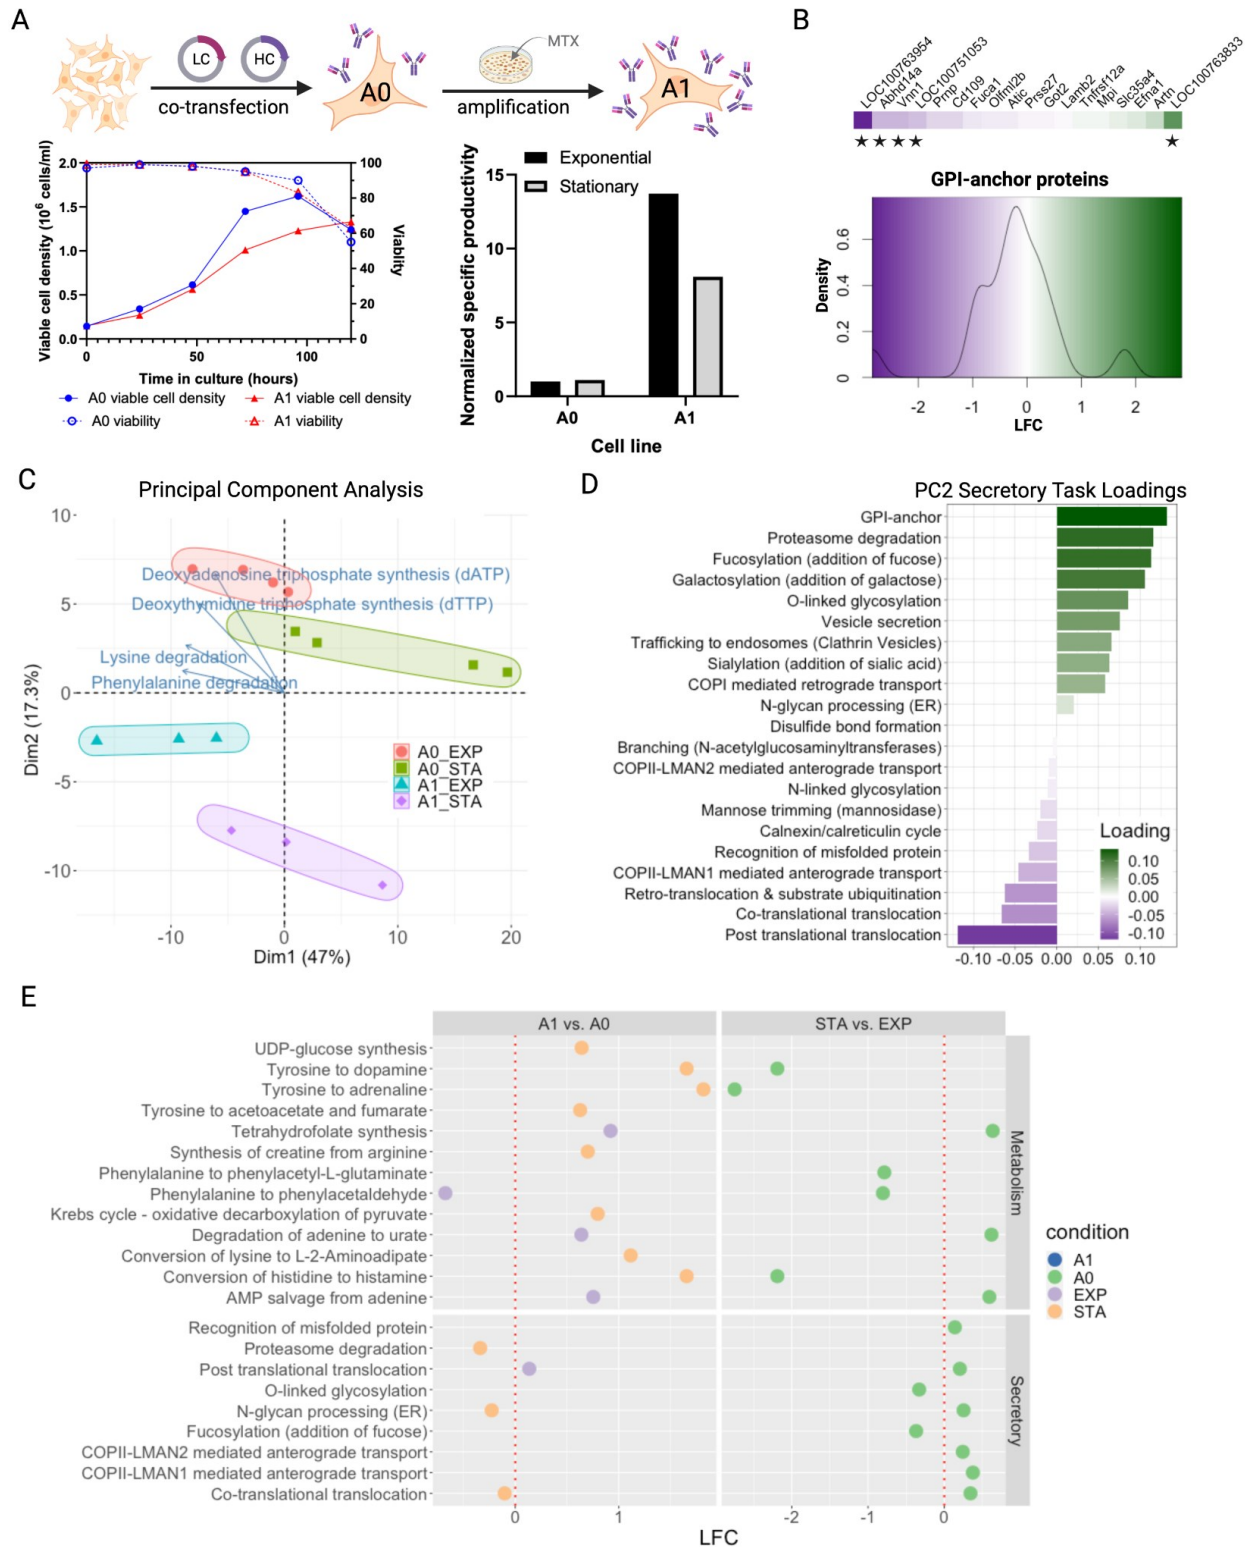 A
LC
HC
co-transfection
A0
MTX
amplification
A1
Viable cell density (10⁶ cells/ml)
2.0
1.5
1.0
0.5
0.0
100
80
60
40
20
0
Viability
0
50
100
Time in culture (hours)
A0 viable cell density
A1 viable cell density
A0 viability
A1 viability
Exponential
Stationary
Normalized specific productivity
15
10
5
0
A0
A1
Cell line
B
LOC100763954
Abhd14a
Vnn1
LOC100751053
Pmp
Cd109
Fuca1
Olfml2b
Atic
Prss27
Got2
Lamb2
Tnfrsf12a
Mpi
Slc35a4
Efna1
Artn
LOC100763833
GPI-anchor proteins
Density
0.6
0.4
0.2
0
-2
-1
0
1
2
LFC
C
Principal Component Analysis
10
5
0
-5
-10
Dim2 (17.3%)
Deoxyadenosine triphosphate synthesis (dATP)
Deoxythymidine triphosphate synthesis (dTTP)
Lysine degradation
Phenylalanine degradation
A0_EXP
A0_STA
A1_EXP
A1_STA
-10
0
10
20
Dim1 (47%)
D
PC2 Secretory Task Loadings
GPI-anchor
Proteasome degradation
Fucosylation (addition of fucose)
Galactosylation (addition of galactose)
O-linked glycosylation
Vesicle secretion
Trafficking to endosomes (Clathrin Vesicles)
Sialylation (addition of sialic acid)
COPI mediated retrograde transport
N-glycan processing (ER)
Disulfide bond formation
Branching (N-acetylglucosaminyltransferases)
COPII-LMAN2 mediated anterograde transport
N-linked glycosylation
Mannose trimming (mannosidase)
Calnexin/calreticulin cycle
Recognition of misfolded protein
COPII-LMAN1 mediated anterograde transport
Retro-translocation & substrate ubiquitination
Co-translational translocation
Post translational translocation
Loading
0.10
0.05
0.00
-0.05
-0.10
-0.10
-0.05
0.00
0.05
0.10
E
A1 vs. A0
STA vs. EXP
UDP-glucose synthesis
Tyrosine to dopamine
Tyrosine to adrenaline
Tyrosine to acetoacetate and fumarate
Tetrahydrofolate synthesis
Synthesis of creatine from arginine
Phenylalanine to phenylacetyl-L-glutaminate
Phenylalanine to phenylacetaldehyde
Krebs cycle - oxidative decarboxylation of pyruvate
Degradation of adenine to urate
Conversion of lysine to L-2-Aminoadipate
Conversion of histidine to histamine
AMP salvage from adenine
Metabolism
Recognition of misfolded protein
Proteasome degradation
Post translational translocation
O-linked glycosylation
N-glycan processing (ER)
Fucosylation (addition of fucose)
COPII-LMAN2 mediated anterograde transport
COPII-LMAN1 mediated anterograde transport
Co-translational translocation
Secretory
0
1
-2
-1
0
LFC
condition
A1
A0
EXP
STA